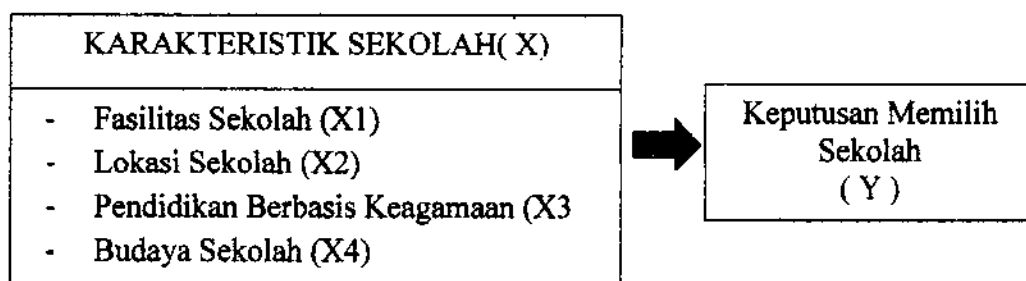 KARAKTERISTIK SEKOLAH( X)
- Fasilitas Sekolah (X1)
- Lokasi Sekolah (X2)
- Pendidikan Berbasis Keagamaan (X3
- Budaya Sekolah (X4)
Keputusan Memilih
Sekolah
( Y )